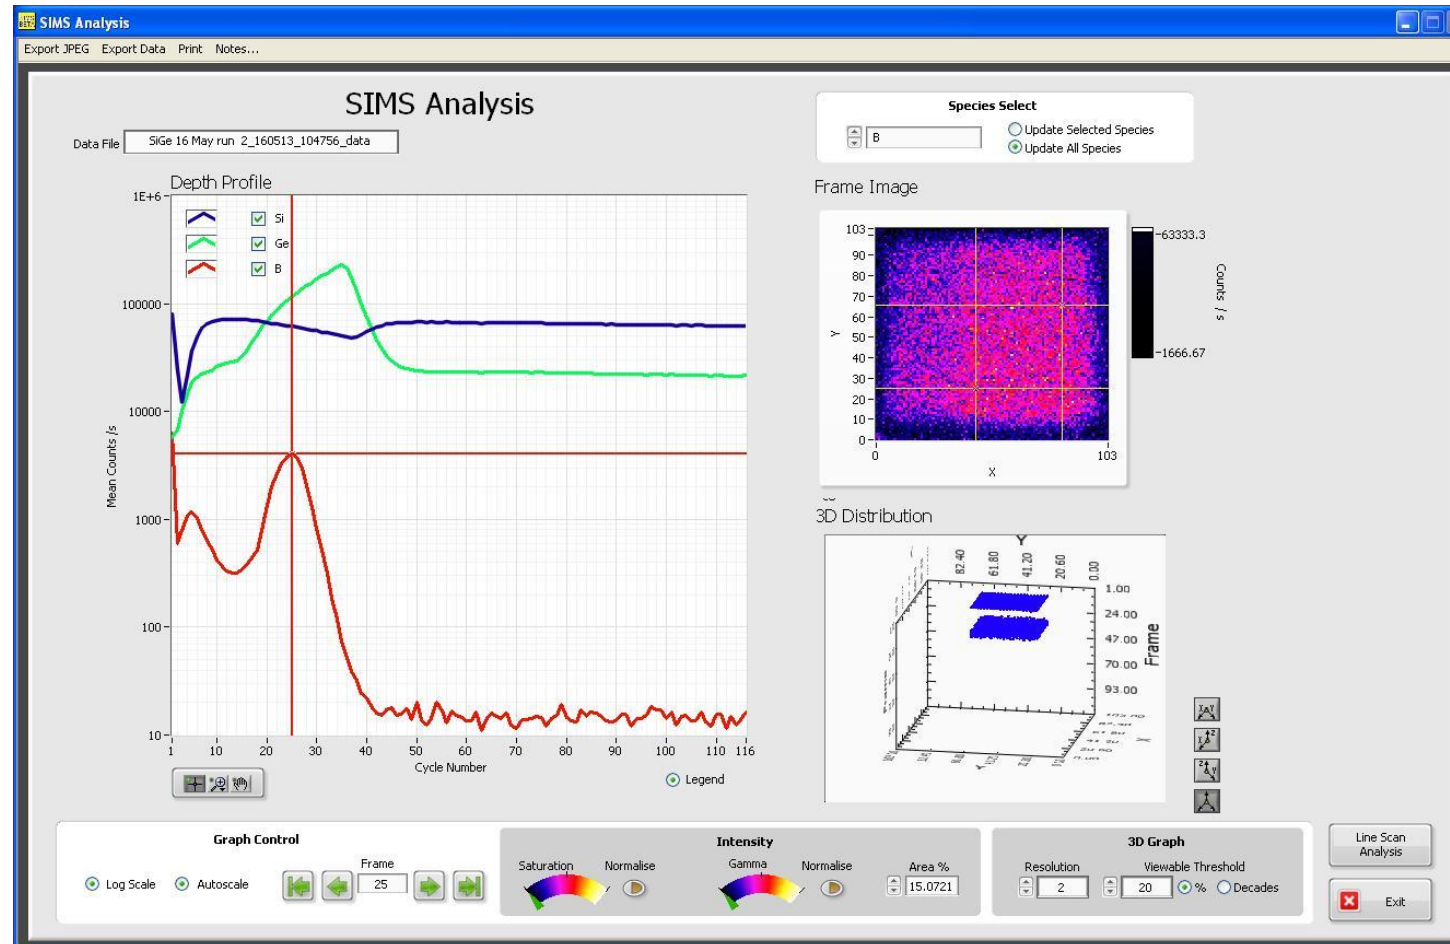 SIMS Analysis
Export JPEG Export Data Print Notes...
SIMS Analysis
Data File SiGe 16 May run 2_160513_104756_data
Species Select
B
Update Selected Species
Update All Species
Depth Profile
1E+6
100000
10000
1000
100
10
Mean Counts /s
Si
Ge
B
1 10 20 30 40 50 60 70 80 90 100 110 116
Cycle Number
Legend
Frame Image
103
90
80
70
60
50
40
30
20
10
0
Y
0 103
X
63333.3
1666.67
Counts / s
3D Distribution
Y
82.40 61.80 41.20 20.60 0.00
1.00
24.00
47.00
70.00
93.00
Frame
X
Y
Graph Control
Log Scale
Autoscale
Frame
25
Intensity
Saturation Normalise
Gamma Normalise
Area %
15.0721
3D Graph
Resolution
2
Viewable Threshold
20 % Decades
Line Scan
Analysis
Exit